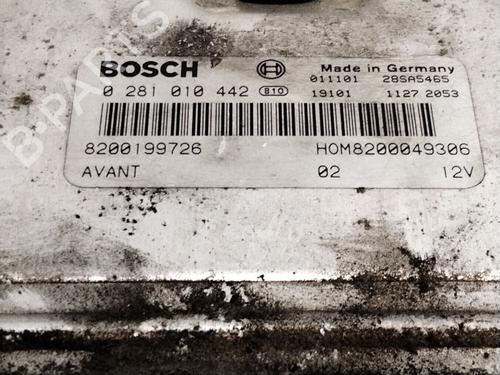 BOSCH
Made in Germany
011101 28SA5465
0 281 010 442 810
19101 1127.2053
8200199726 HOM8200049306
AVANT 02 12V
B-PARTS